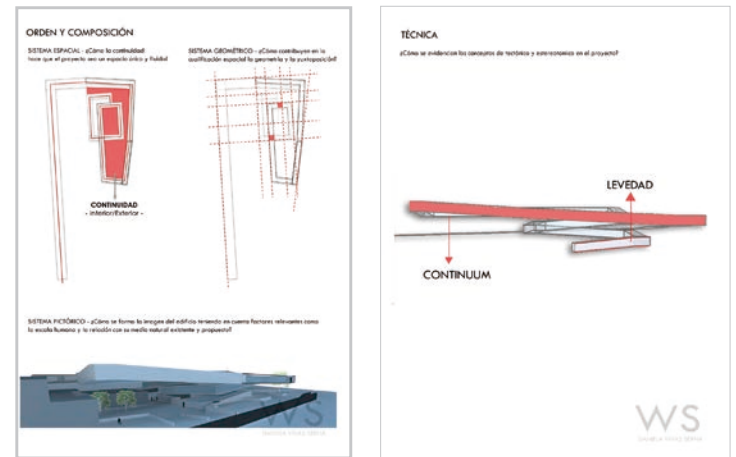 ORDEN Y COMPOSICIÓN
SISTEMA ESPACIAL - ¿Cómo la continuidad
hace que el proyecto sea un espacio único y fluido?
SISTEMA GEOMÉTRICO - ¿Cómo contribuyen en la
cualificación espacial la geometría y la yuxtaposición?
CONTINUIDAD
- Interior/Exterior -
SISTEMA PICTÓRICO - ¿Cómo se forma la imagen del edificio teniendo en cuenta factores relevantes como
la escala humana y la relación con su medio natural existente y propuesto?
WS
TÉCNICA
¿Cómo se evidencian los conceptos de tectónica y estereotomía en el proyecto?
LEVEDAD
CONTINUUM
WS